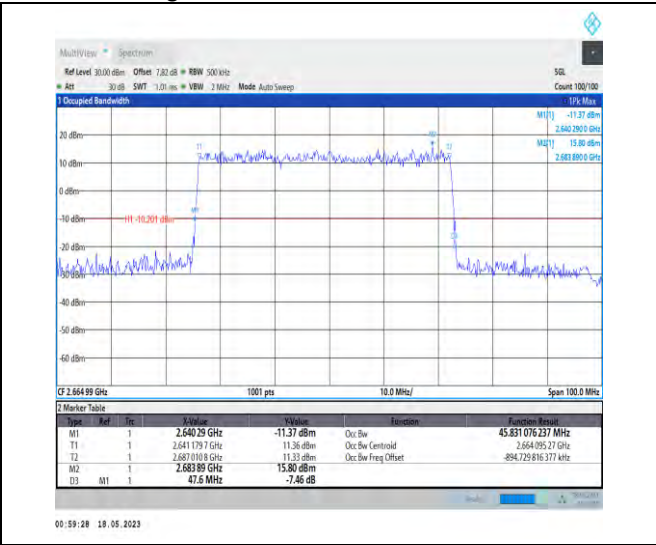 MultiView Spectrum
Ref Level 30.00 dBm Offset 7.82 dB RBW 500 kHz SGL
Att 30 dB SWT 1.01 ms VBW 2 MHz Mode Auto Sweep Count 100/100
1 Occupied Bandwidth 1Pk Max
M1[1] -11.37 dBm
2.640 290 0 GHz
20 dBm
M2[1] 15.80 dBm
T1
T2
2.683 890 0 GHz
10 dBm
0 dBm
-10 dBm
H1 -10.201 dBm
M1
-20 dBm
-30 dBm
-40 dBm
-50 dBm
-60 dBm
CF 2.664 99 GHz 1001 pts 10.0 MHz/ Span 100.0 MHz
2 Marker Table
Type Ref Trc X-Value Y-Value Function Function Result
M1 1 2.640 29 GHz -11.37 dBm Occ Bw 45.831 076 237 MHz
T1 1 2.641 179 7 GHz 11.36 dBm Occ Bw Centroid 2.664 095 27 GHz
T2 1 2.687 010 8 GHz 11.33 dBm Occ Bw Freq Offset -894.729 816 377 kHz
M2 1 2.683 89 GHz 15.80 dBm
D3 M1 1 47.6 MHz -7.46 dB
00:59:28 18.05.2023